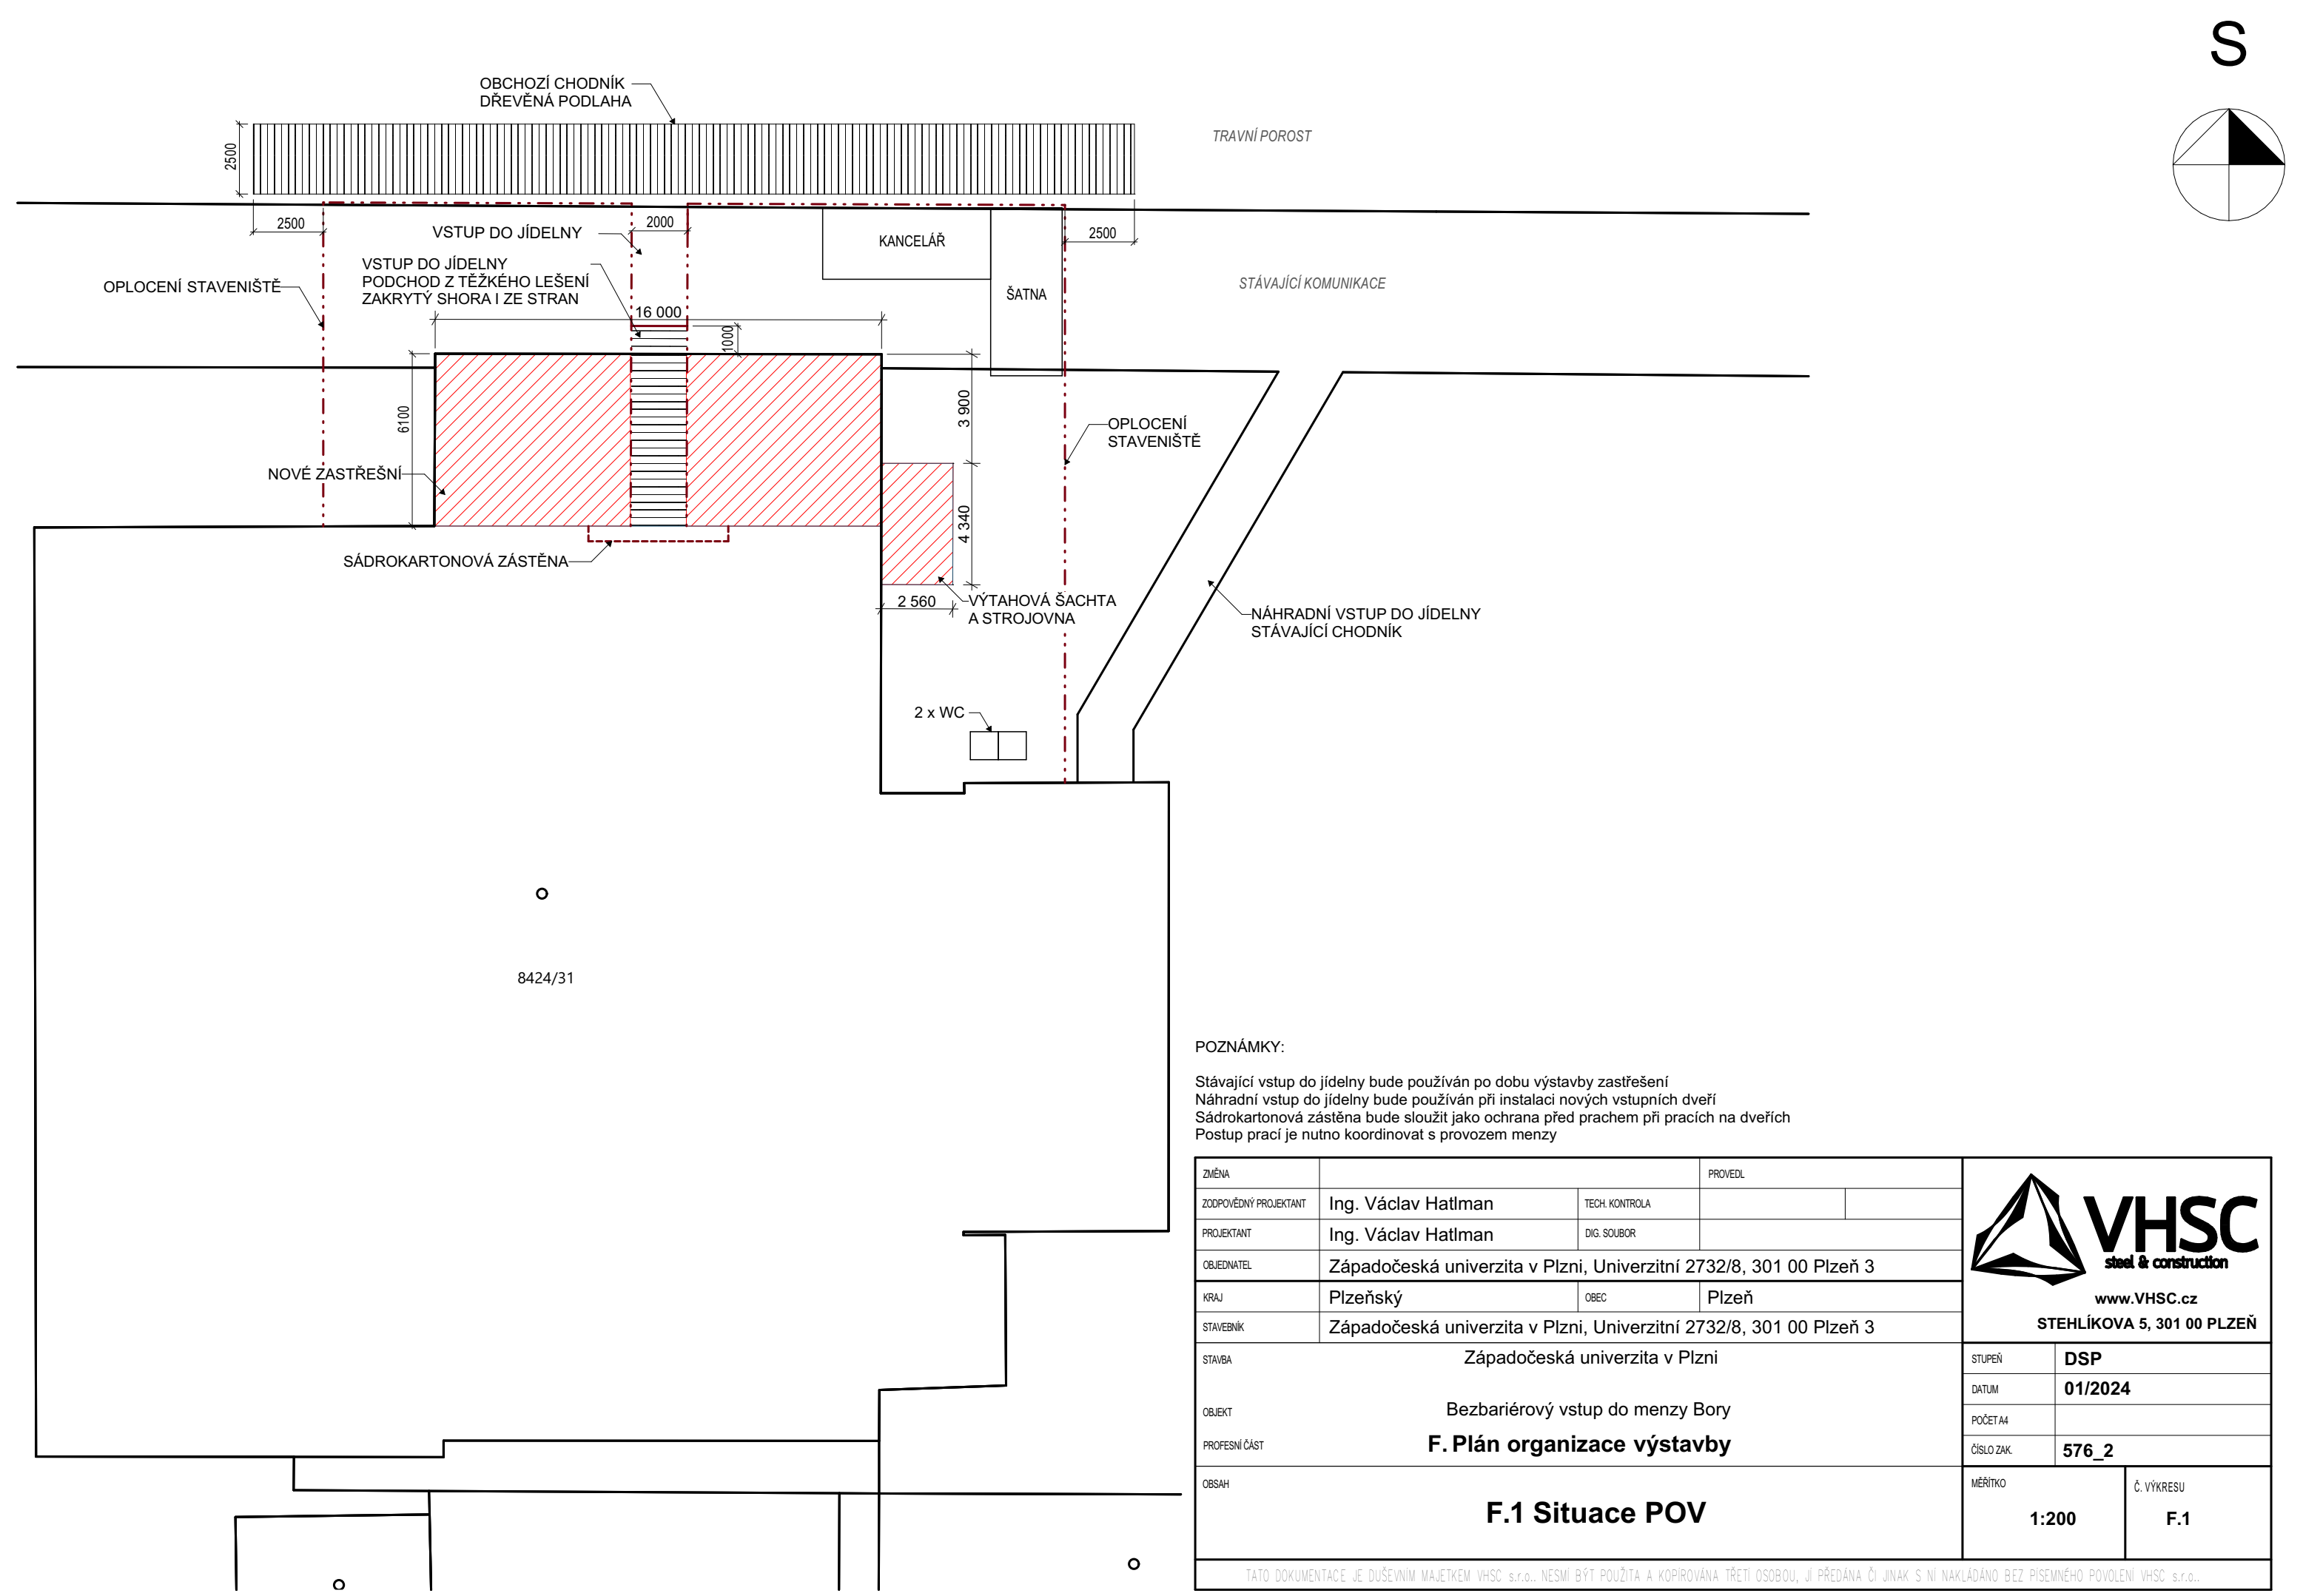 S
OBCHOZÍ CHODNÍK
DŘEVĚNÁ PODLAHA
TRAVNÍ POROST
2500
2500
2000
2500
VSTUP DO JÍDELNY
KANCELÁŘ
VSTUP DO JÍDELNY
PODCHOD Z TĚŽKÉHO LEŠENÍ
ZAKRYTÝ SHORA I ZE STRAN
OPLOCENÍ STAVENIŠTĚ
ŠATNA
STÁVAJÍCÍ KOMUNIKACE
16 000
1000
6100
3 900
OPLOCENÍ
STAVENIŠTĚ
NOVÉ ZASTŘEŠNÍ
4 340
SÁDROKARTONOVÁ ZÁSTĚNA
2 560
VÝTAHOVÁ ŠACHTA
A STROJOVNA
NÁHRADNÍ VSTUP DO JÍDELNY
STÁVAJÍCÍ CHODNÍK
2 x WC
8424/31
POZNÁMKY:
Stávající vstup do jídelny bude používán po dobu výstavby zastřešení
Náhradní vstup do jídelny bude používán při instalaci nových vstupních dveří
Sádrokartonová zástěna bude sloužit jako ochrana před prachem při pracích na dveřích
Postup prací je nutno koordinovat s provozem menzy
ZMĚNA PROVEDL
ZODPOVĚDNÝ PROJEKTANT Ing. Václav Hatlman TECH. KONTROLA
PROJEKTANT Ing. Václav Hatlman DIG. SOUBOR
OBJEDNATEL Západočeská univerzita v Plzni, Univerzitní 2732/8, 301 00 Plzeň 3
KRAJ Plzeňský OBEC Plzeň
STAVEBNÍK Západočeská univerzita v Plzni, Univerzitní 2732/8, 301 00 Plzeň 3
VHSC
steel & construction
www.VHSC.cz
STEHLÍKOVA 5, 301 00 PLZEŇ
STAVBA Západočeská univerzita v Plzni
OBJEKT Bezbariérový vstup do menzy Bory
PROFESNÍ ČÁST F. Plán organizace výstavby
STUPEŇ DSP
DATUM 01/2024
POČET A4
ČÍSLO ZAK. 576_2
OBSAH
F.1 Situace POV
MĚŘÍTKO
1:200
Č. VÝKRESU
F.1
TATO DOKUMENTACE JE DUŠEVNÍM MAJETKEM VHSC s.r.o.. NESMÍ BÝT POUŽITA A KOPÍROVÁNA TŘETÍ OSOBOU, JÍ PŘEDÁNA ČI JINAK S NÍ NAKLÁDÁNO BEZ PÍSEMNÉHO POVOLENÍ VHSC s.r.o..